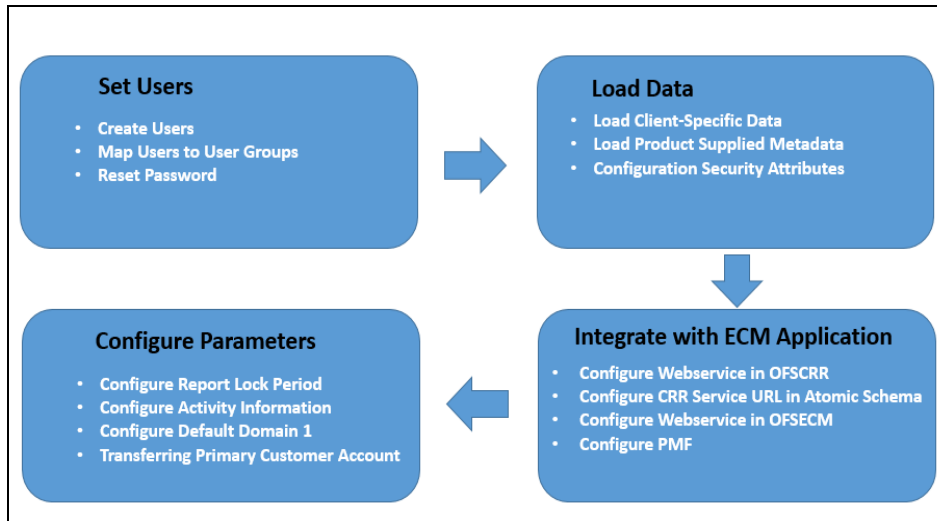 Set Users
• Create Users
• Map Users to User Groups
• Reset Password
Load Data
• Load Client-Specific Data
• Load Product Supplied Metadata
• Configuration Security Attributes
Integrate with ECM Application
• Configure Webservice in OFSCRR
• Configure CRR Service URL in Atomic Schema
• Configure Webservice in OFSECM
• Configure PMF
Configure Parameters
• Configure Report Lock Period
• Configure Activity Information
• Configure Default Domain 1
• Transferring Primary Customer Account